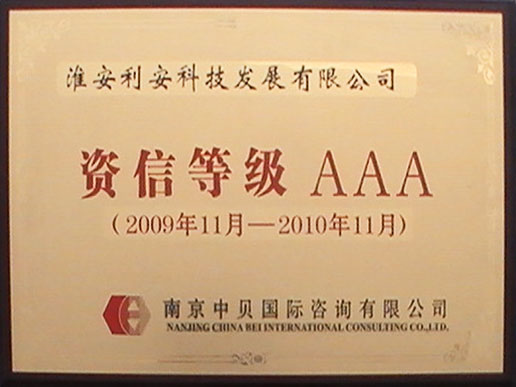 淮安利安科技发展有限公司
资信等级 AAA
(2009年11月—2010年11月)
南京中贝国际咨询有限公司
NANJING CHINA BEI INTERNATIONAL CONSULTING CO.,LTD.